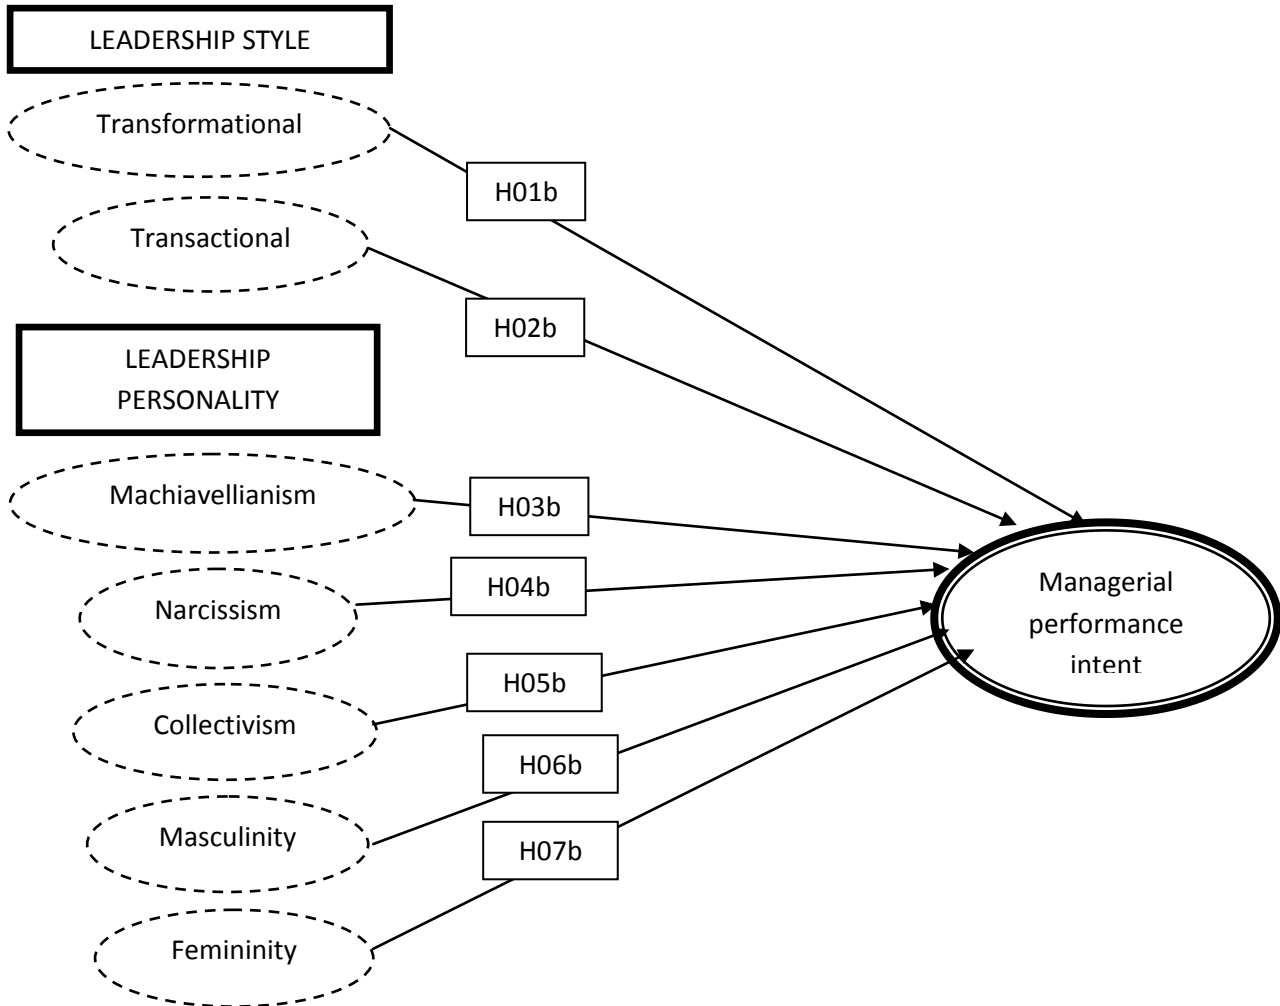 LEADERSHIP STYLE
Transformational
H01b
Transactional
H02b
LEADERSHIP
PERSONALITY
Machiavellianism
H03b
Narcissism
H04b
Managerial
performance
intent
Collectivism
H05b
Masculinity
H06b
Femininity
H07b